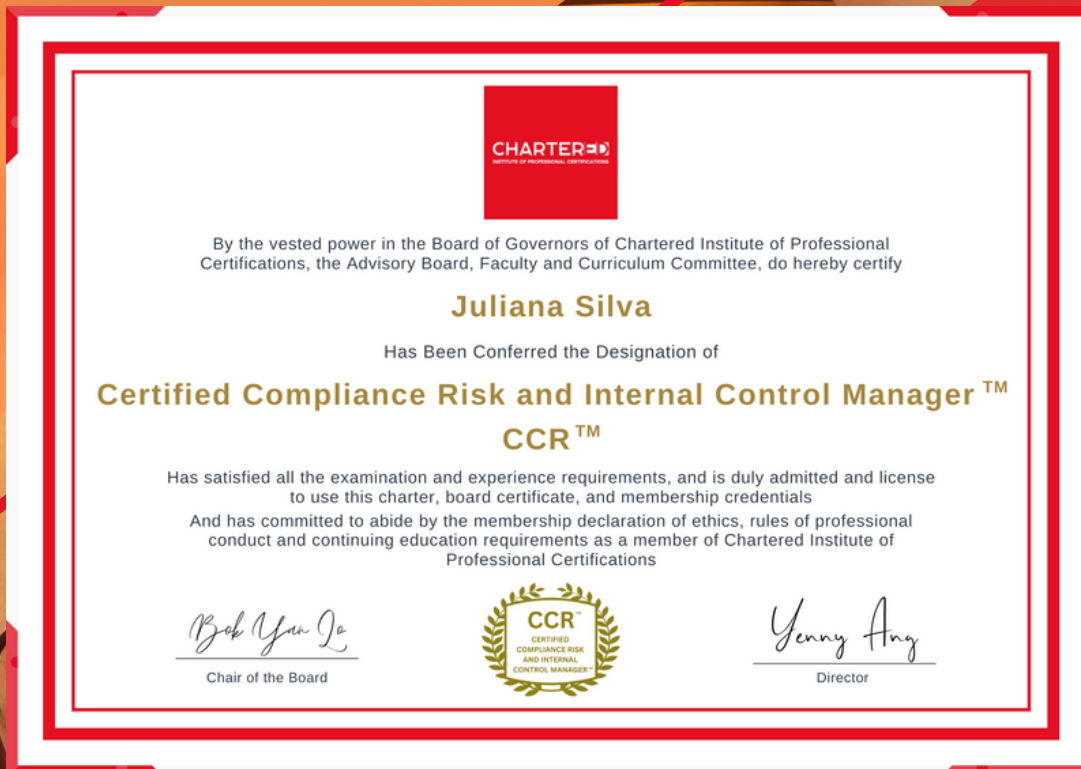 CHARTERED
INSTITUTE OF PROFESSIONAL CERTIFICATIONS
By the vested power in the Board of Governors of Chartered Institute of Professional
Certifications, the Advisory Board, Faculty and Curriculum Committee, do hereby certify
Juliana Silva
Has Been Conferred the Designation of
Certified Compliance Risk and Internal Control Manager ™
CCR™
Has satisfied all the examination and experience requirements, and is duly admitted and license
to use this charter, board certificate, and membership credentials
And has committed to abide by the membership declaration of ethics, rules of professional
conduct and continuing education requirements as a member of Chartered Institute of
Professional Certifications
Bok Yan Lo
Chair of the Board
CCR™
CERTIFIED
COMPLIANCE RISK
AND INTERNAL
CONTROL MANAGER™
Yenny Ang
Director